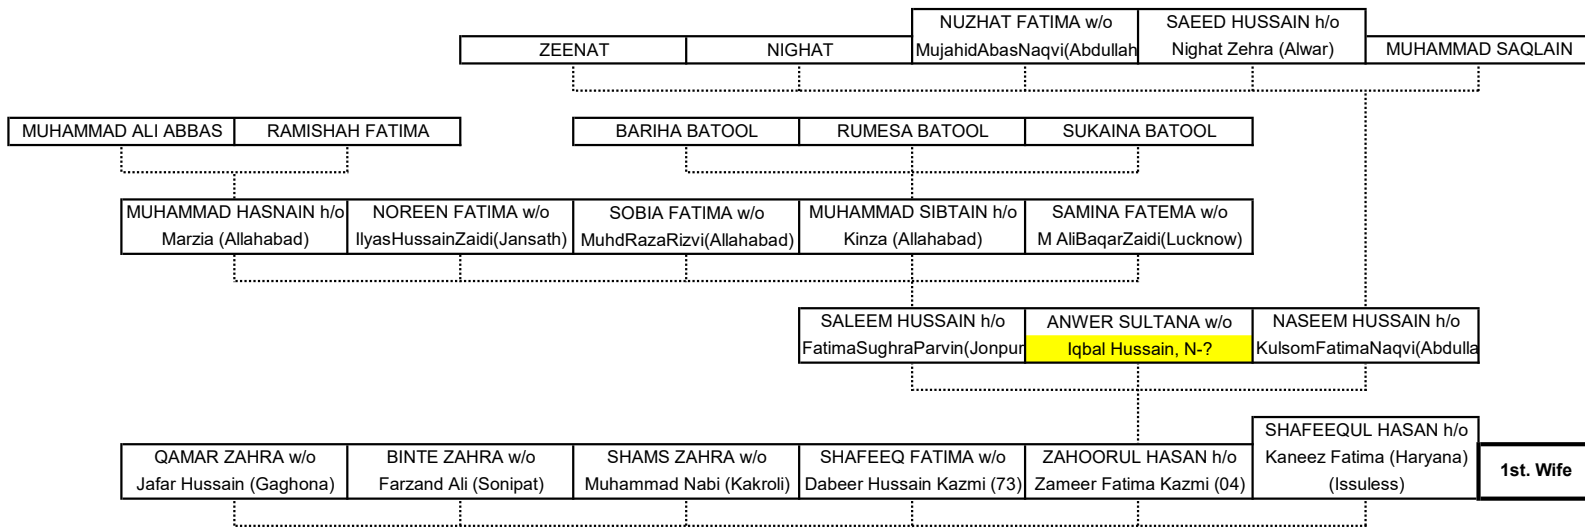 NUZHAT FATIMA w/o
MujahidAbasNaqvi(Abdullah
SAEED HUSSAIN h/o
Nighat Zehra (Alwar)
ZEENAT
NIGHAT
MUHAMMAD SAQLAIN
MUHAMMAD ALI ABBAS
RAMISHAH FATIMA
BARIHA BATOOL
RUMESA BATOOL
SUKAINA BATOOL
MUHAMMAD HASNAIN h/o
Marzia (Allahabad)
NOREEN FATIMA w/o
IlyasHussainZaidi(Jansath)
SOBIA FATIMA w/o
MuhdRazaRizvi(Allahabad)
MUHAMMAD SIBTAIN h/o
Kinza (Allahabad)
SAMINA FATEMA w/o
M AliBaqarZaidi(Lucknow)
SALEEM HUSSAIN h/o
FatimaSughraParvin(Jonpur
ANWER SULTANA w/o
Iqbal Hussain, N-?
NASEEM HUSSAIN h/o
KulsomFatimaNaqvi(Abdulla
QAMAR ZAHRA w/o
Jafar Hussain (Gaghona)
BINTE ZAHRA w/o
Farzand Ali (Sonipat)
SHAMS ZAHRA w/o
Muhammad Nabi (Kakroli)
SHAFEEQ FATIMA w/o
Dabeer Hussain Kazmi (73)
ZAHOORUL HASAN h/o
Zameer Fatima Kazmi (04)
SHAFEEQUL HASAN h/o
Kaneez Fatima (Haryana)
(Issuless)
1st. Wife